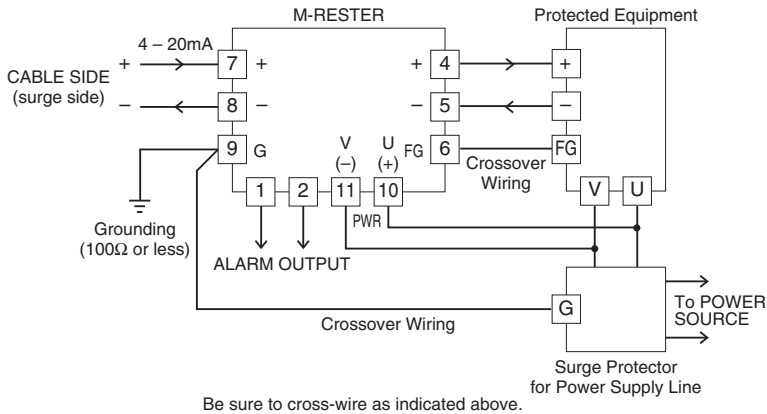 M-RESTER
Protected Equipment
4 – 20mA
CABLE SIDE
(surge side)
+ 7 + + 4 +
– 8 – – 5 –
9 G V U FG 6 FG
(–) (+)
Crossover
Wiring
1 2 11 10 V U
PWR
Grounding
(100Ω or less)
ALARM OUTPUT
G
To POWER
SOURCE
Crossover Wiring
Surge Protector
for Power Supply Line
Be sure to cross-wire as indicated above.